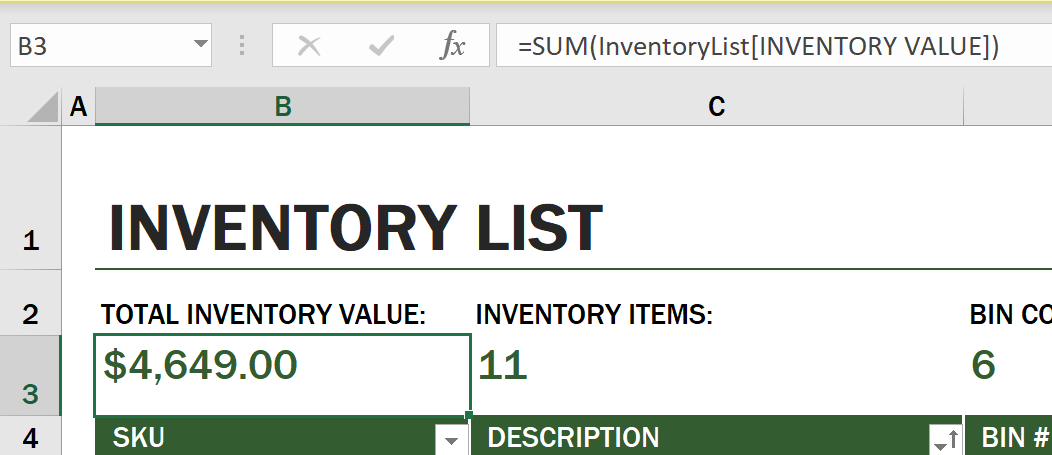 B3 fx =SUM(InventoryList[INVENTORY VALUE])
A B C
1 INVENTORY LIST
2 TOTAL INVENTORY VALUE: INVENTORY ITEMS: BIN CO
3 $4,649.00 11 6
4 SKU DESCRIPTION BIN #